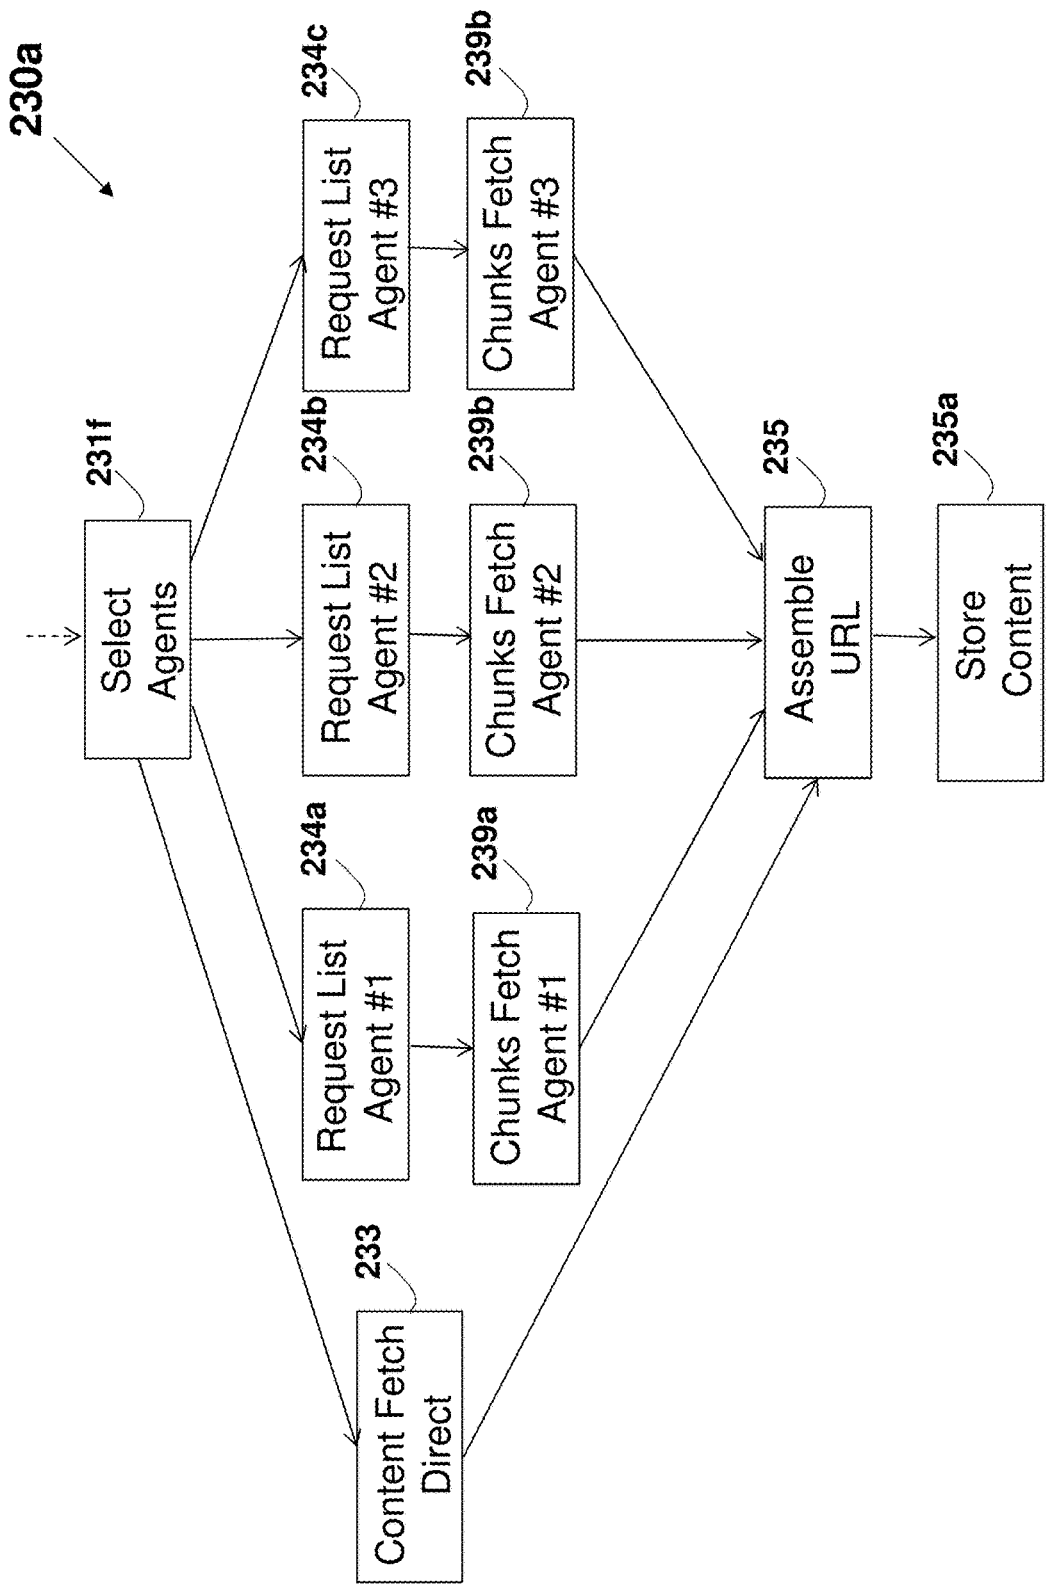 230a
231f
Select
Agents
234a
Request List
Agent #1
234b
Request List
Agent #2
234c
Request List
Agent #3
233
Content Fetch
Direct
239a
Chunks Fetch
Agent #1
239b
Chunks Fetch
Agent #2
239b
Chunks Fetch
Agent #3
235
Assemble
URL
235a
Store
Content